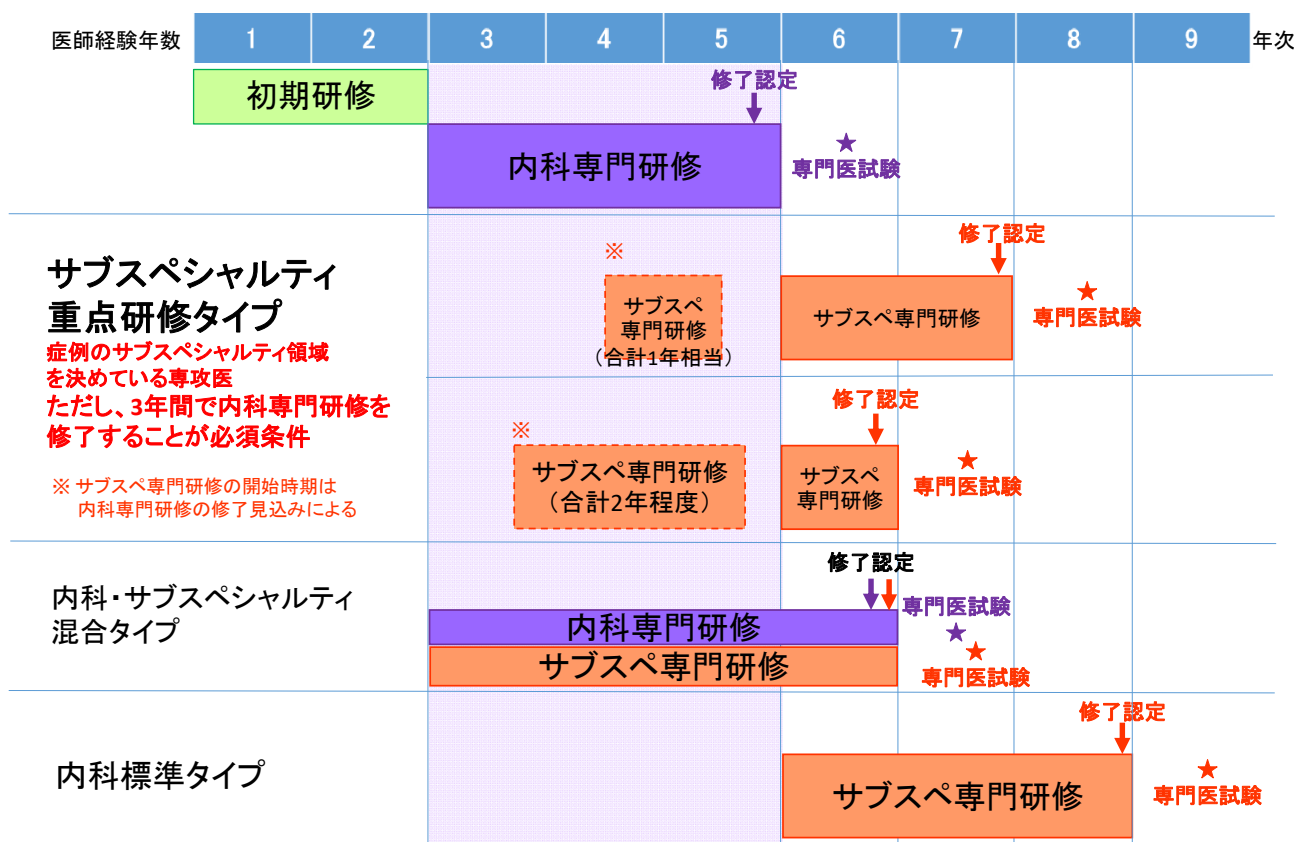 医師経験年数 1 2 3 4 5 6 7 8 9 年次
初期研修
修了認定
内科専門研修
★
専門医試験
サブスペシャルティ
重点研修タイプ
症例のサブスペシャルティ領域
を決めている専攻医
ただし、3年間で内科専門研修を
修了することが必須条件
※ サブスペ専門研修の開始時期は
内科専門研修の修了見込みによる
※
サブスペ
専門研修
（合計1年相当）
修了認定
サブスペ専門研修
★
専門医試験
※
サブスペ専門研修
（合計2年程度）
修了認定
サブスペ
専門研修
★
専門医試験
内科・サブスペシャルティ
混合タイプ
修了認定
内科専門研修
サブスペ専門研修
専門医試験
★
★
専門医試験
内科標準タイプ
修了認定
サブスペ専門研修
★
専門医試験